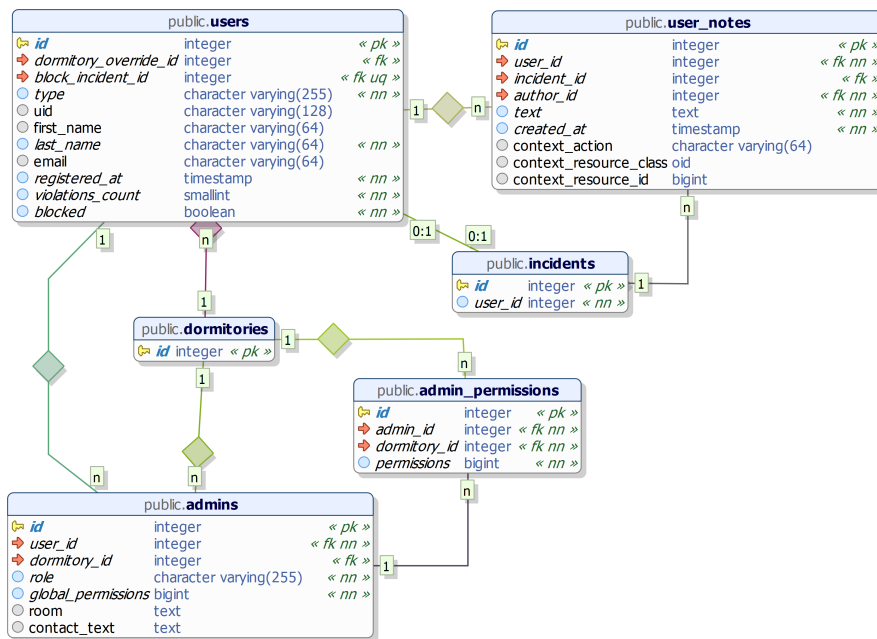 public.users
id integer « pk »
dormitory_override_id integer « fk »
block_incident_id integer « fk uq »
type character varying(255) « nn »
uid character varying(128)
first_name character varying(64)
last_name character varying(64) « nn »
email character varying(64)
registered_at timestamp « nn »
violations_count smallint « nn »
blocked boolean « nn »
public.user_notes
id integer « pk »
user_id integer « fk nn »
incident_id integer « fk »
author_id integer « fk nn »
text text « nn »
created_at timestamp « nn »
context_action character varying(64)
context_resource_class oid
context_resource_id bigint
1
n
0:1
0:1
n
1
n
1
public.incidents
id integer « pk »
user_id integer « nn »
1
public.dormitories
id integer « pk »
1
n
1
n
public.admin_permissions
id integer « pk »
admin_id integer « fk nn »
dormitory_id integer « fk nn »
permissions bigint « nn »
n
n
1
public.admins
id integer « pk »
user_id integer « fk nn »
dormitory_id integer « fk »
role character varying(255) « nn »
global_permissions bigint « nn »
room text
contact_text text